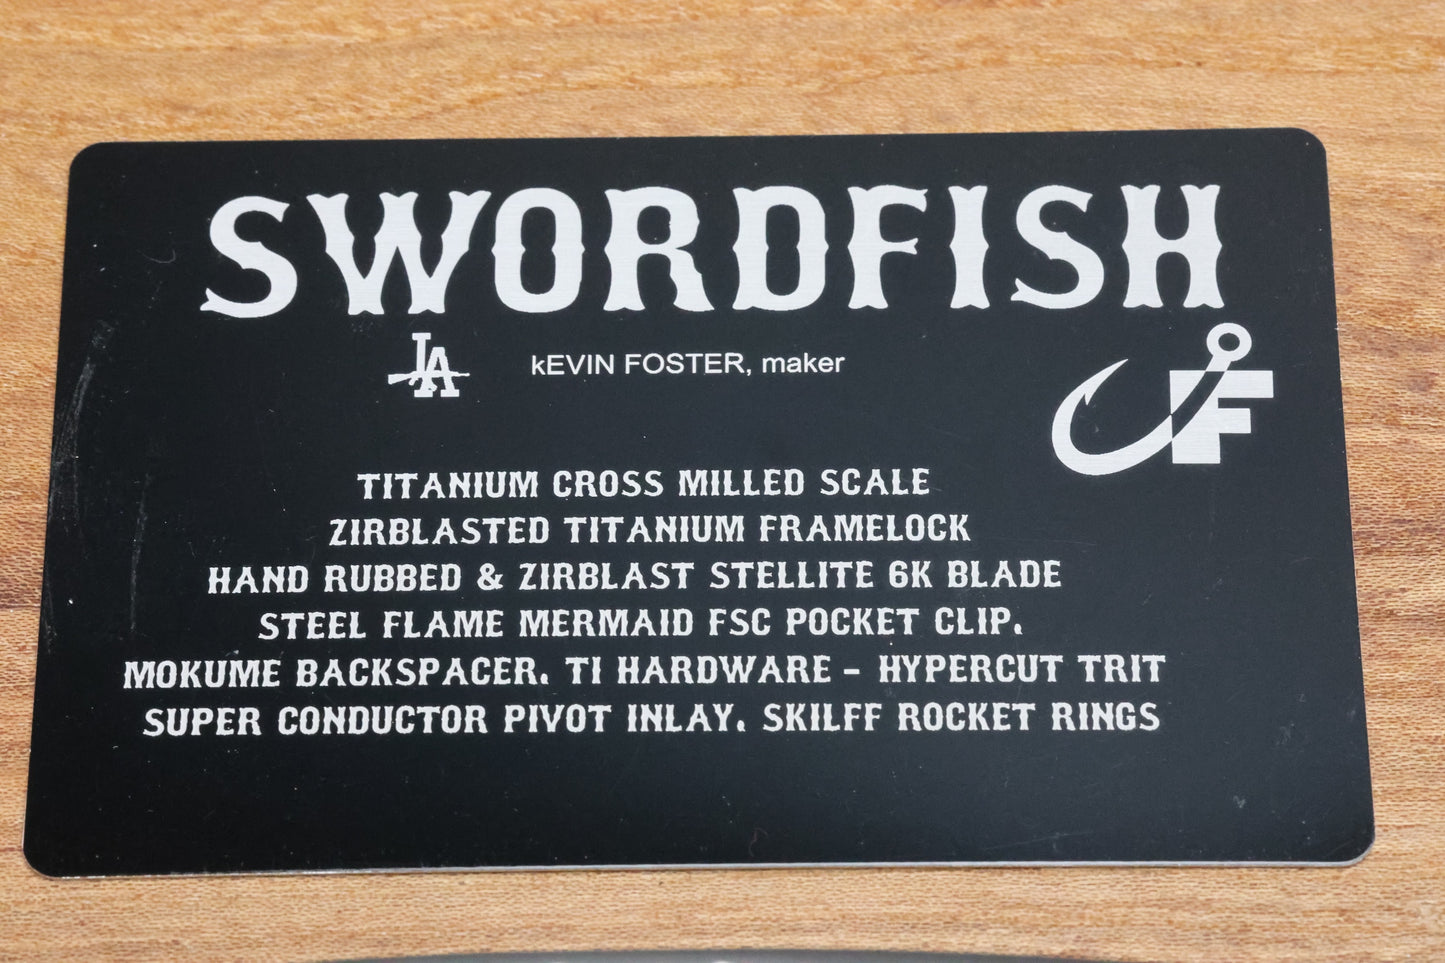 SWORDFISH
LA
kEVIN FOSTER, maker
F
TITANIUM CROSS MILLED SCALE
ZIRBLASTED TITANIUM FRAMELOCK
HAND RUBBED & ZIRBLAST STELLITE 6K BLADE
STEEL FLAME MERMAID FSC POCKET CLIP.
MOKUME BACKSPACER. TI HARDWARE - HYPERCUT TRIT
SUPER CONDUCTOR PIVOT INLAY. SKILFF ROCKET RINGS